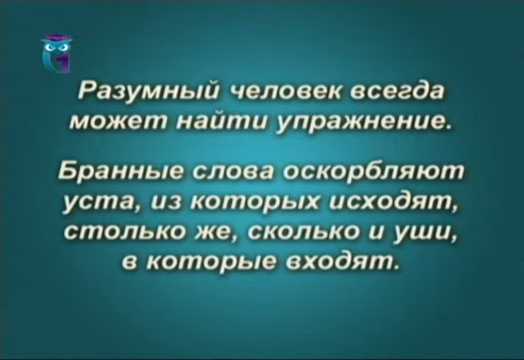 Разумный человек всегда
может найти упражнение.
Бранные слова оскорбляют
уста, из которых исходят,
столько же, сколько и уши,
в которые входят.